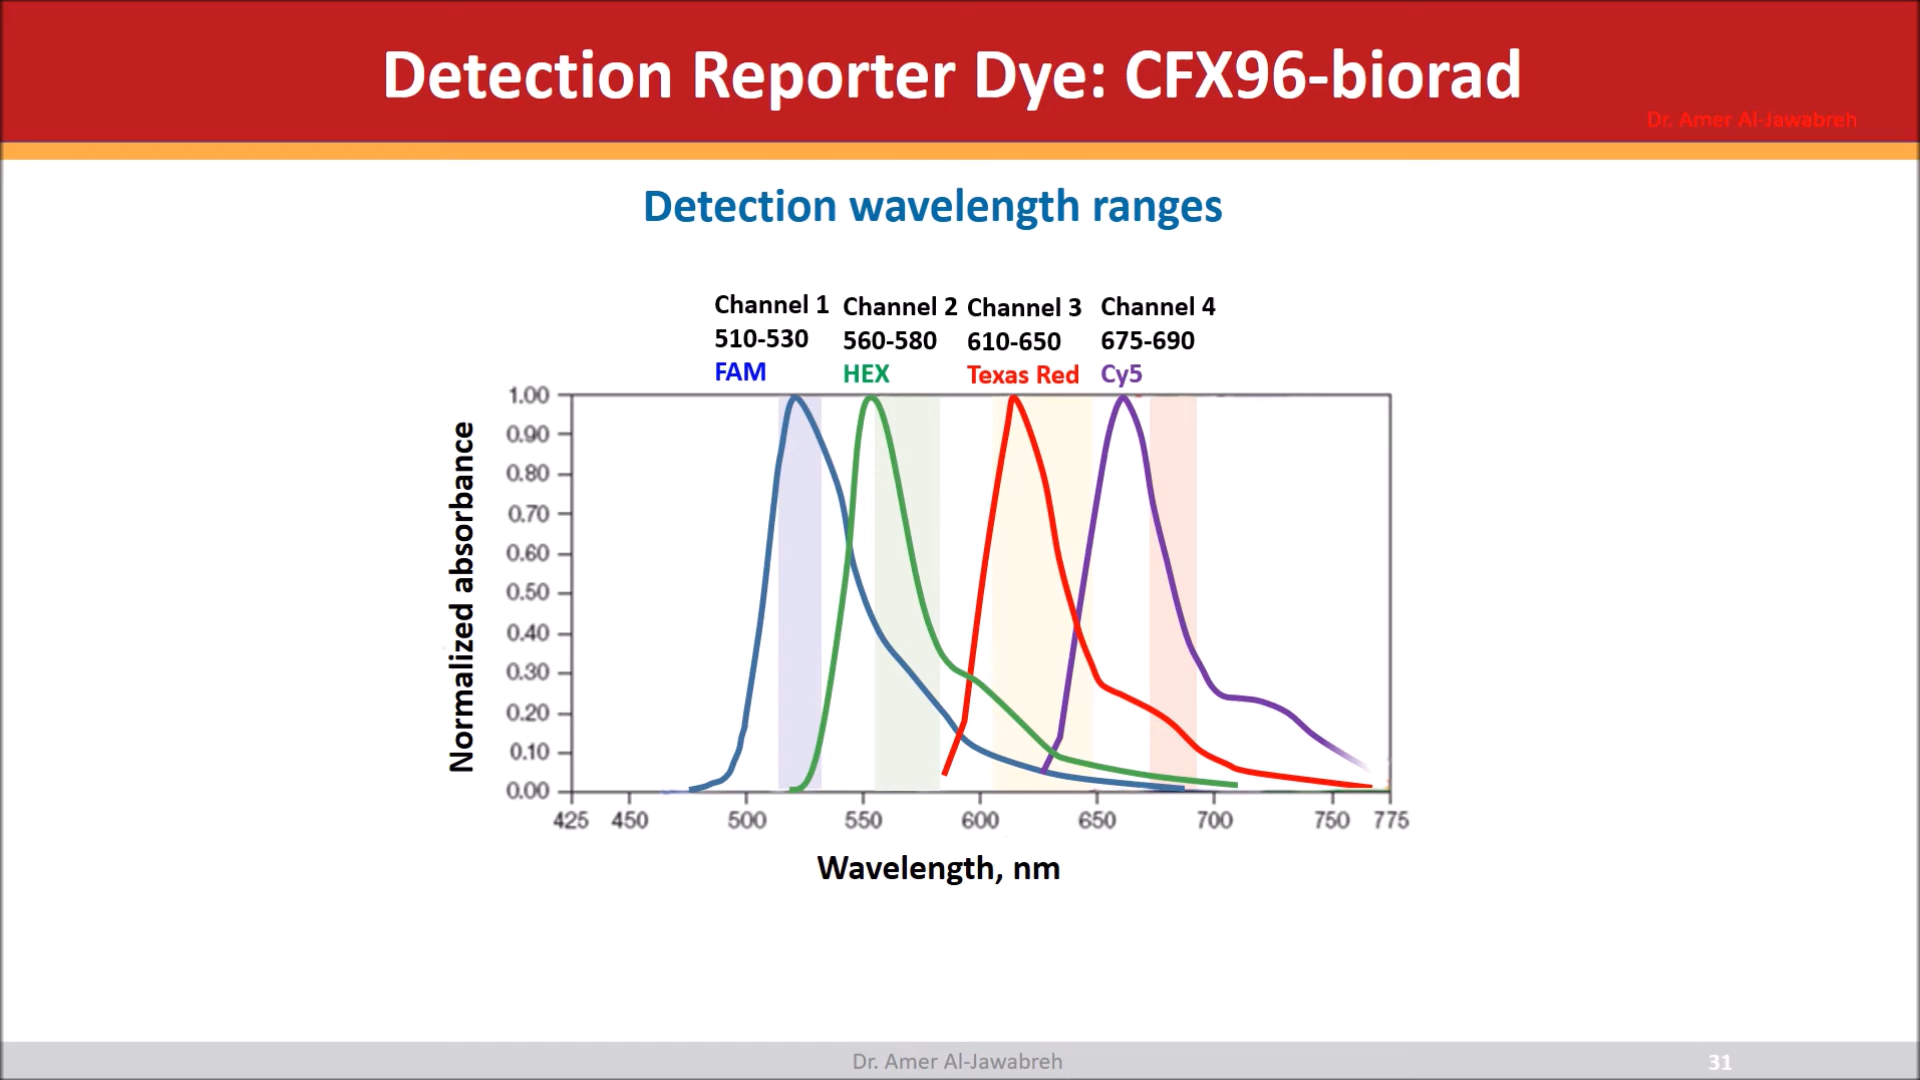 Detection Reporter Dye: CFX96-biorad
Dr. Amer Al-Jawabreh
Detection wavelength ranges
Channel 1 Channel 2 Channel 3 Channel 4
510-530 560-580 610-650 675-690
FAM HEX Texas Red Cy5
Normalized absorbance
1.00
0.90
0.80
0.70
0.60
0.50
0.40
0.30
0.20
0.10
0.00
425 450 500 550 600 650 700 750 775
Wavelength, nm
Dr. Amer Al-Jawabreh 31